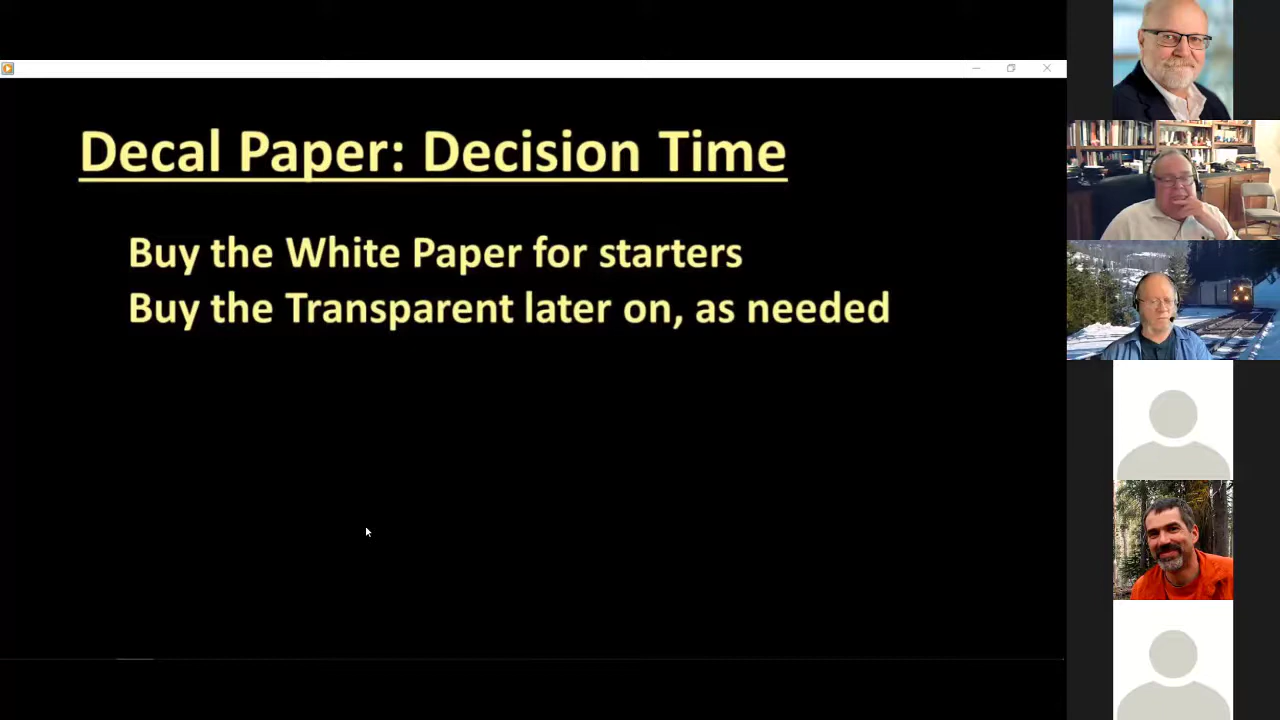 Decal Paper: Decision Time
Buy the White Paper for starters
Buy the Transparent later on, as needed